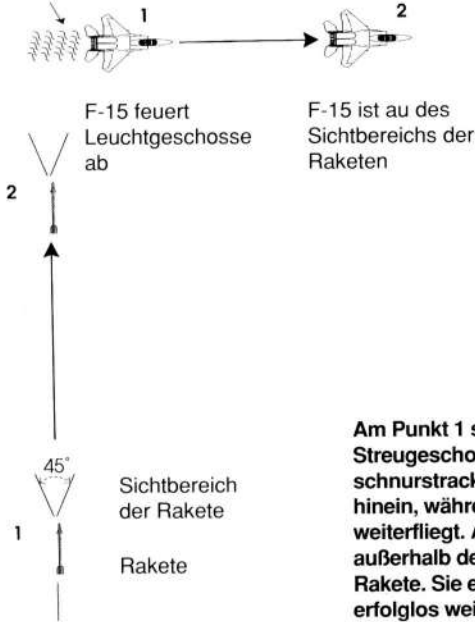 1
2
F-15 feuert
Leuchtgeschosse
ab
F-15 ist au des
Sichtbereichs der
Raketen
2
45°
Sichtbereich
der Rakete
1
Rakete
Am Punkt 1
Streugescho
schnurstrack
hinein, währe
weiterfliegt.
außerhalb de
Rakete. Sie
erfolglos wei